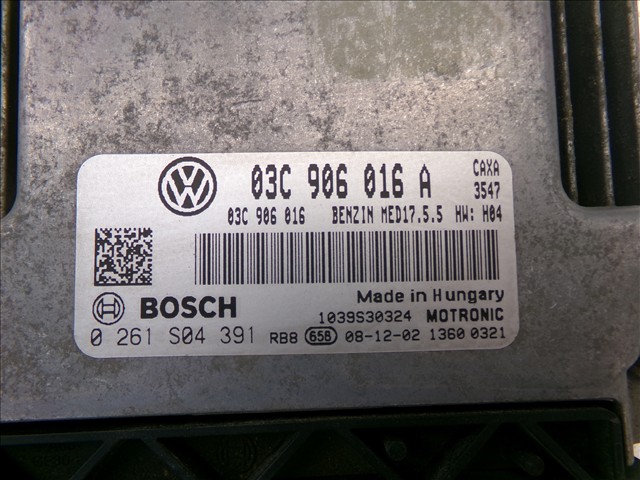 03C 906 016 A CAXA
3547
03C 906 016 BENZIN MED17.5.5 HW: H04
BOSCH
Made in Hungary
1039S30324 MOTRONIC
0 261 S04 391 RB8 658 08-12-02 1360 0321